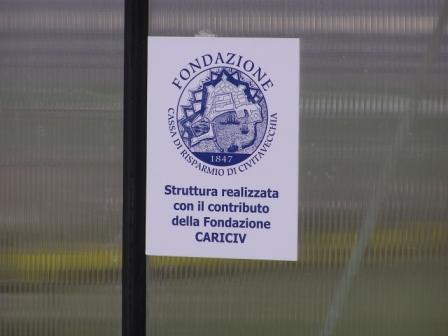 FONDAZIONE
CASSA DI RISPARMIO DI CIVITAVECCHIA
1847
Struttura realizzata
con il contributo
della Fondazione
CARICIV